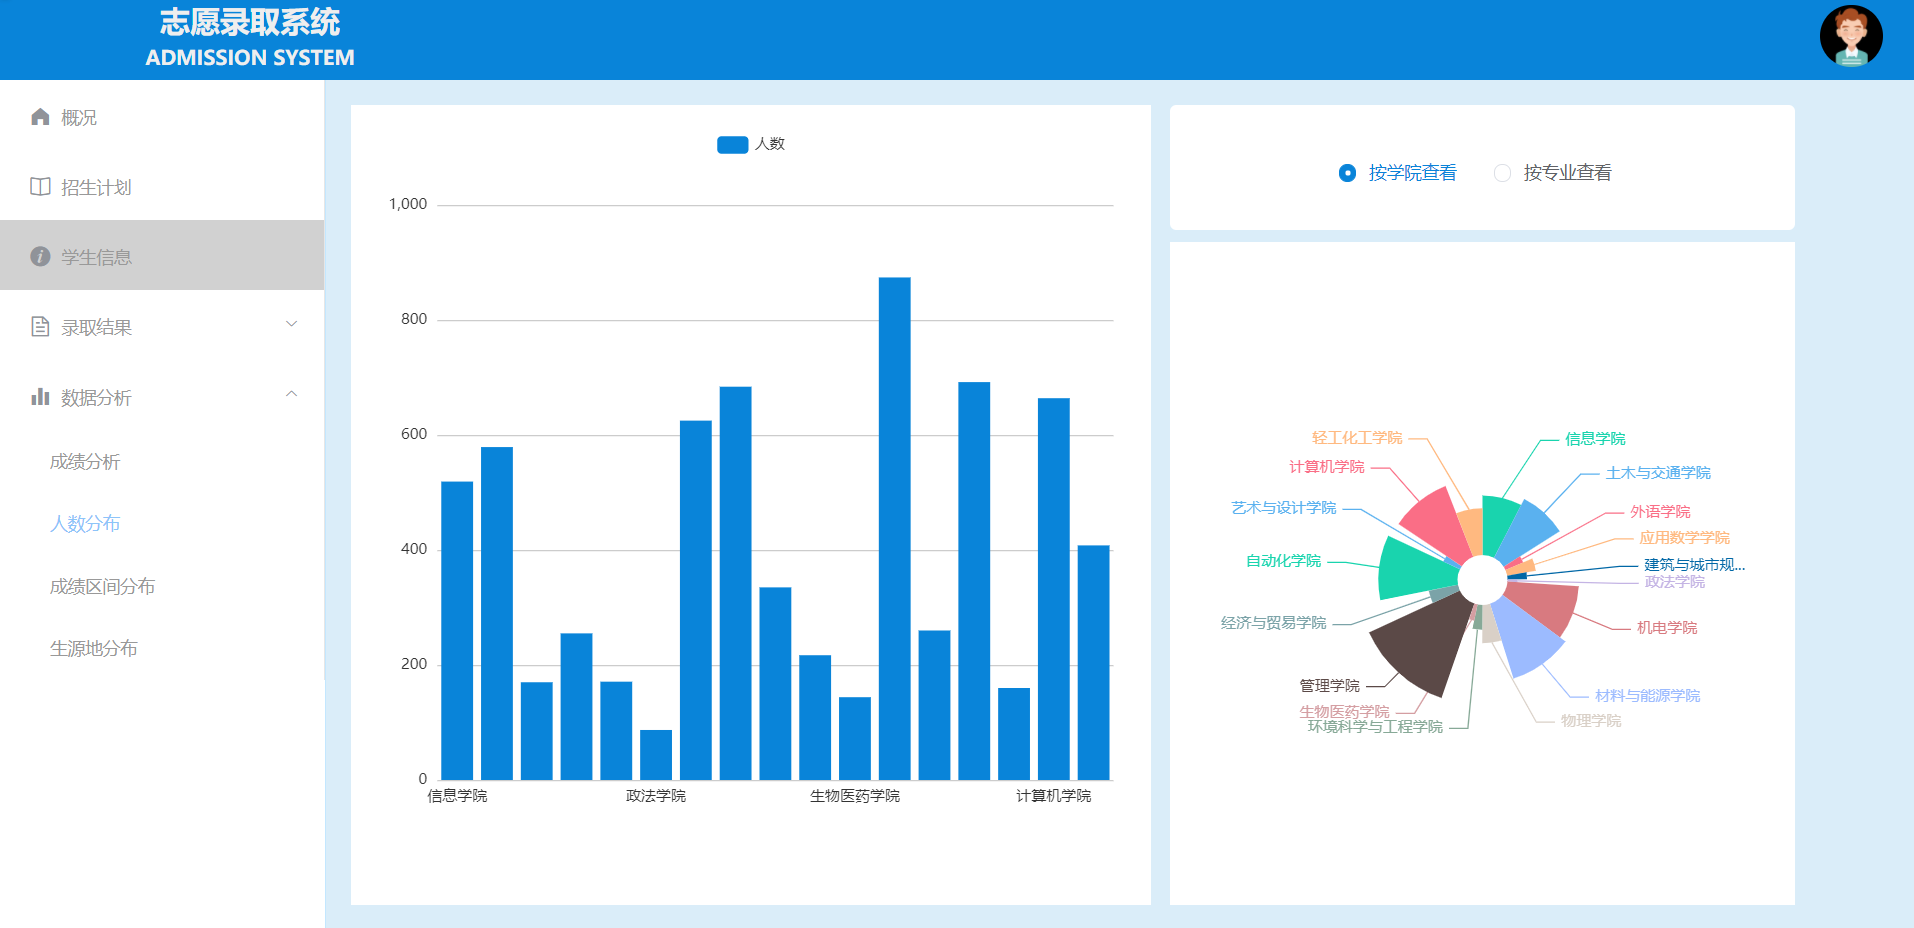 志愿录取系统
ADMISSION SYSTEM
概况
招生计划
学生信息
录取结果
数据分析
成绩分析
人数分布
成绩区间分布
生源地分布
人数
1,000
800
600
400
200
0
信息学院
政法学院
生物医药学院
计算机学院
按学院查看
按专业查看
轻工化工学院
信息学院
计算机学院
土木与交通学院
艺术与设计学院
外语学院
应用数学学院
自动化学院
建筑与城市规...
政法学院
经济与贸易学院
机电学院
管理学院
材料与能源学院
生物医药学院
物理学院
环境科学与工程学院